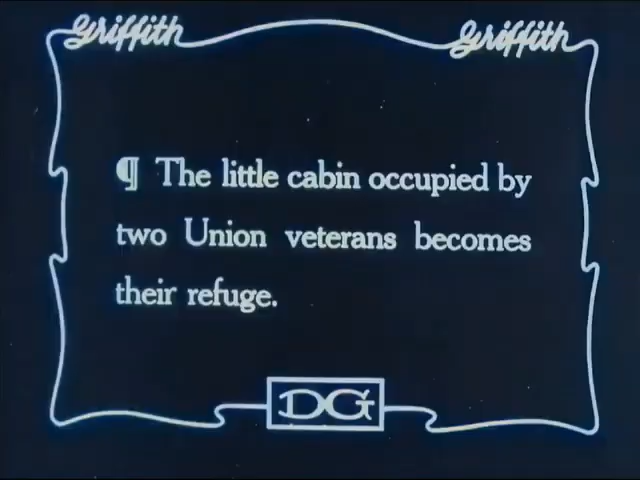 Griffith Griffith
¶ The little cabin occupied by
two Union veterans becomes
their refuge.
DG